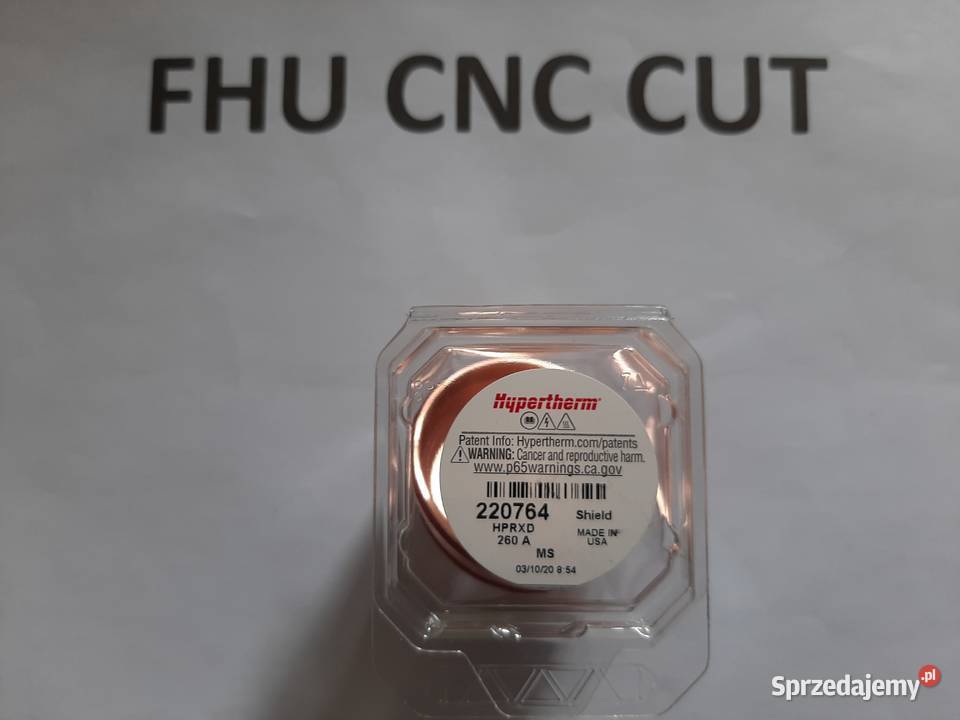 FHU CNC CUT
Hypertherm
Patent Info: Hypertherm.com/patents
WARNING: Cancer and reproductive harm.
www.p65warnings.ca.gov
220764 Shield
HPRXD MADE IN
260 A USA
MS
03/10/20 8:54
Sprzedajemy.pl